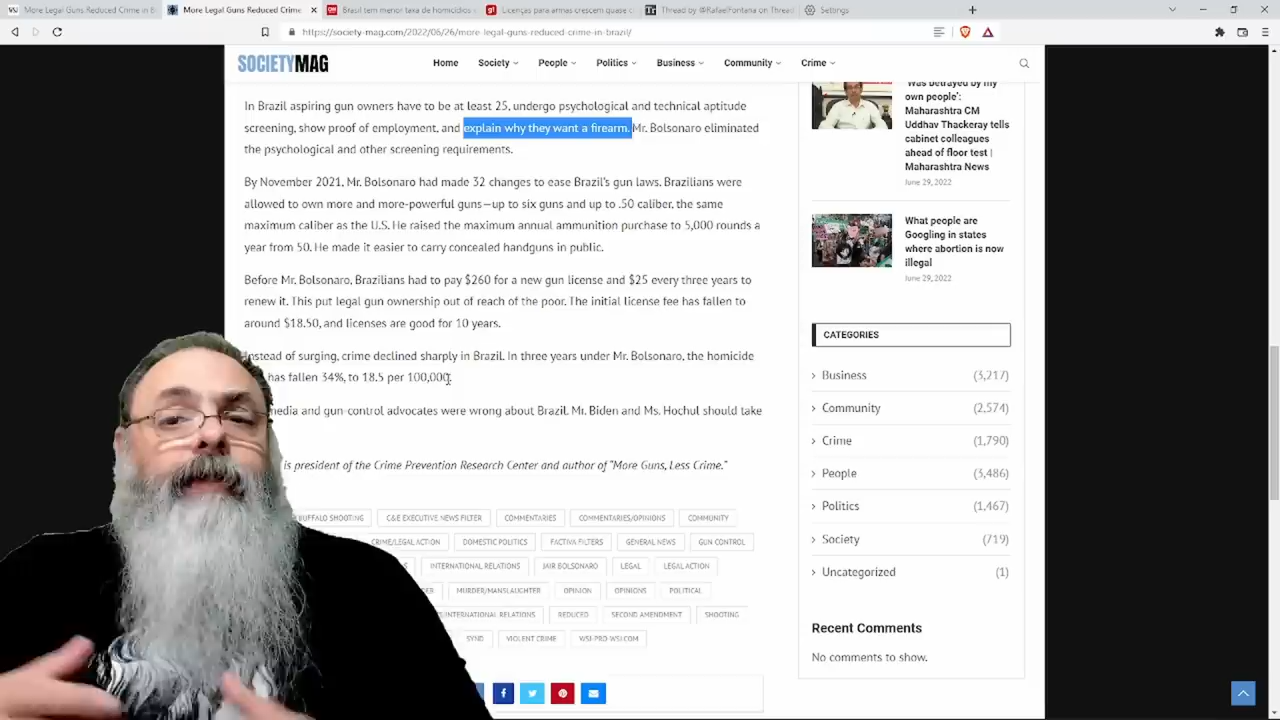 More Legal Guns Reduced Crime in B
More Legal Guns Reduced Crime
Brasil tem menor taxa de homicídios
Licenças para armas crescem quase c
Thread by @RafaelFontana on Thread
Settings
https://society-mag.com/2022/06/26/more-legal-guns-reduced-crime-in-brazil/
SOCIETYMAG
Home
Society
People
Politics
Business
Community
Crime
In Brazil aspiring gun owners have to be at least 25, undergo psychological and technical aptitude
screening, show proof of employment, and explain why they want a firearm. Mr. Bolsonaro eliminated
the psychological and other screening requirements.
By November 2021, Mr. Bolsonaro had made 32 changes to ease Brazil's gun laws. Brazilians were
allowed to own more and more-powerful guns—up to six guns and up to .50 caliber, the same
maximum caliber as the U.S. He raised the maximum annual ammunition purchase to 5,000 rounds a
year from 50. He made it easier to carry concealed handguns in public.
Before Mr. Bolsonaro, Brazilians had to pay $260 for a new gun license and $25 every three years to
renew it. This put legal gun ownership out of reach of the poor. The initial license fee has fallen to
around $18.50, and licenses are good for 10 years.
Instead of surging, crime declined sharply in Brazil. In three years under Mr. Bolsonaro, the homicide
has fallen 34%, to 18.5 per 100,000.
media and gun-control advocates were wrong about Brazil. Mr. Biden and Ms. Hochul should take
is president of the Crime Prevention Research Center and author of "More Guns, Less Crime."
BUFFALO SHOOTING
C&E EXECUTIVE NEWS FILTER
COMMENTARIES
COMMENTARIES/OPINIONS
COMMUNITY
CRIME/LEGAL ACTION
DOMESTIC POLITICS
FACTIVA FILTERS
GENERAL NEWS
GUN CONTROL
INTERNATIONAL RELATIONS
JAIR BOLSONARO
LEGAL
LEGAL ACTION
MURDER/MANSLAUGHTER
OPINION
OPINIONS
POLITICAL
INTERNATIONAL RELATIONS
REDUCED
SECOND AMENDMENT
SHOOTING
SYND
VIOLENT CRIME
WSJ-PRO-WSJ.COM
'Was betrayed by my
own people':
Maharashtra CM
Uddhav Thackeray tells
cabinet colleagues
ahead of floor test |
Maharashtra News
June 29, 2022
What people are
Googling in states
where abortion is now
illegal
June 29, 2022
CATEGORIES
Business (3,217)
Community (2,574)
Crime (1,790)
People (3,486)
Politics (1,467)
Society (719)
Uncategorized (1)
Recent Comments
No comments to show.